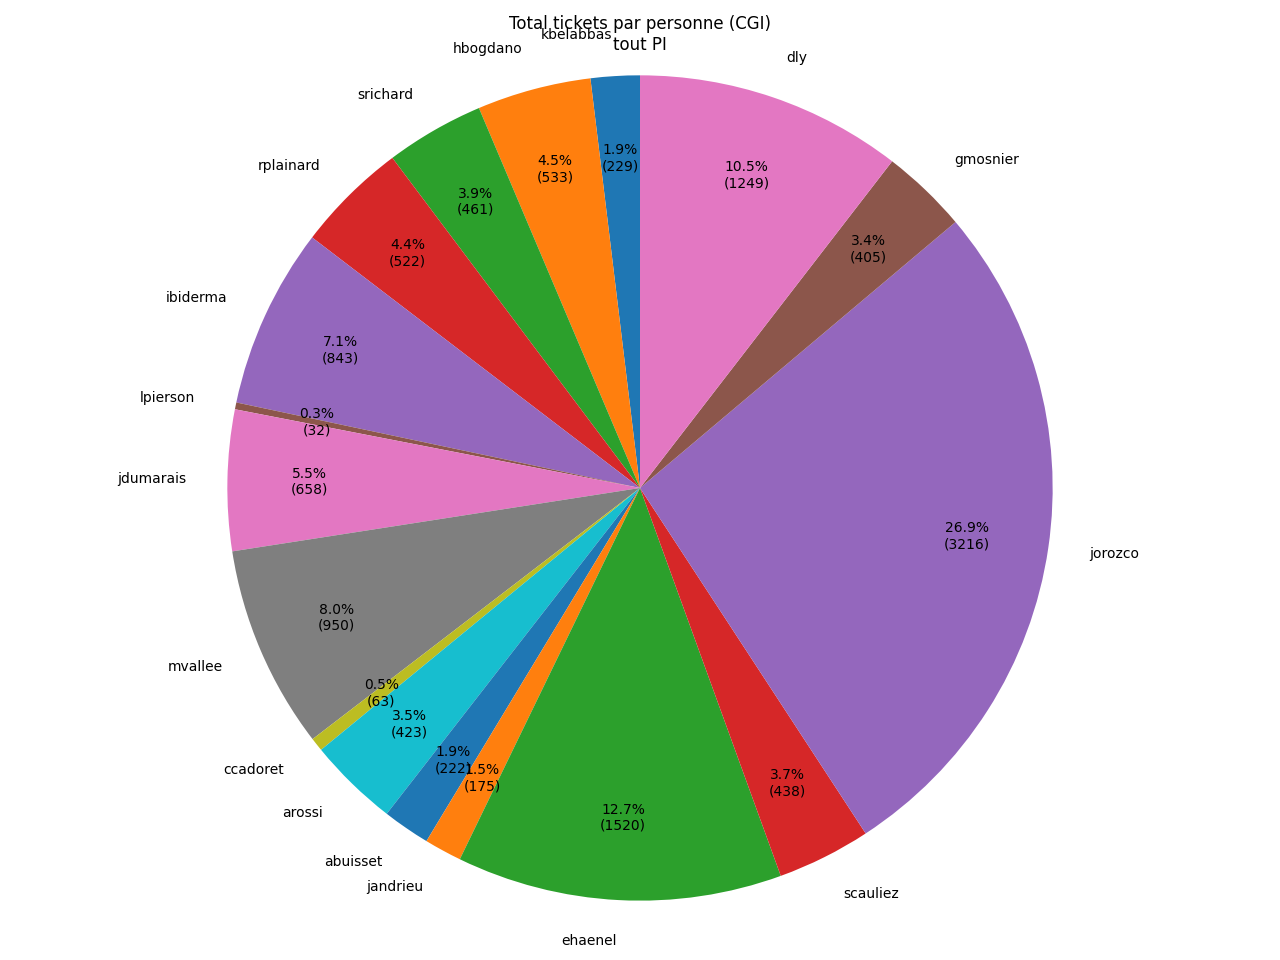 Total tickets par personne (CGI)
tout PI
kbelabbas
hbogdano
srichard
rplainard
ibiderma
lpierson
jdumarais
mvallee
ccadoret
arossi
abuisset
jandrieu
ehaenel
scauliez
jorozco
gmosnier
dly
1.9%
(229)
4.5%
(533)
3.9%
(461)
4.4%
(522)
7.1%
(843)
0.3%
(32)
5.5%
(658)
8.0%
(950)
0.5%
(63)
3.5%
(423)
1.9%
(222)
1.5%
(175)
12.7%
(1520)
3.7%
(438)
26.9%
(3216)
3.4%
(405)
10.5%
(1249)